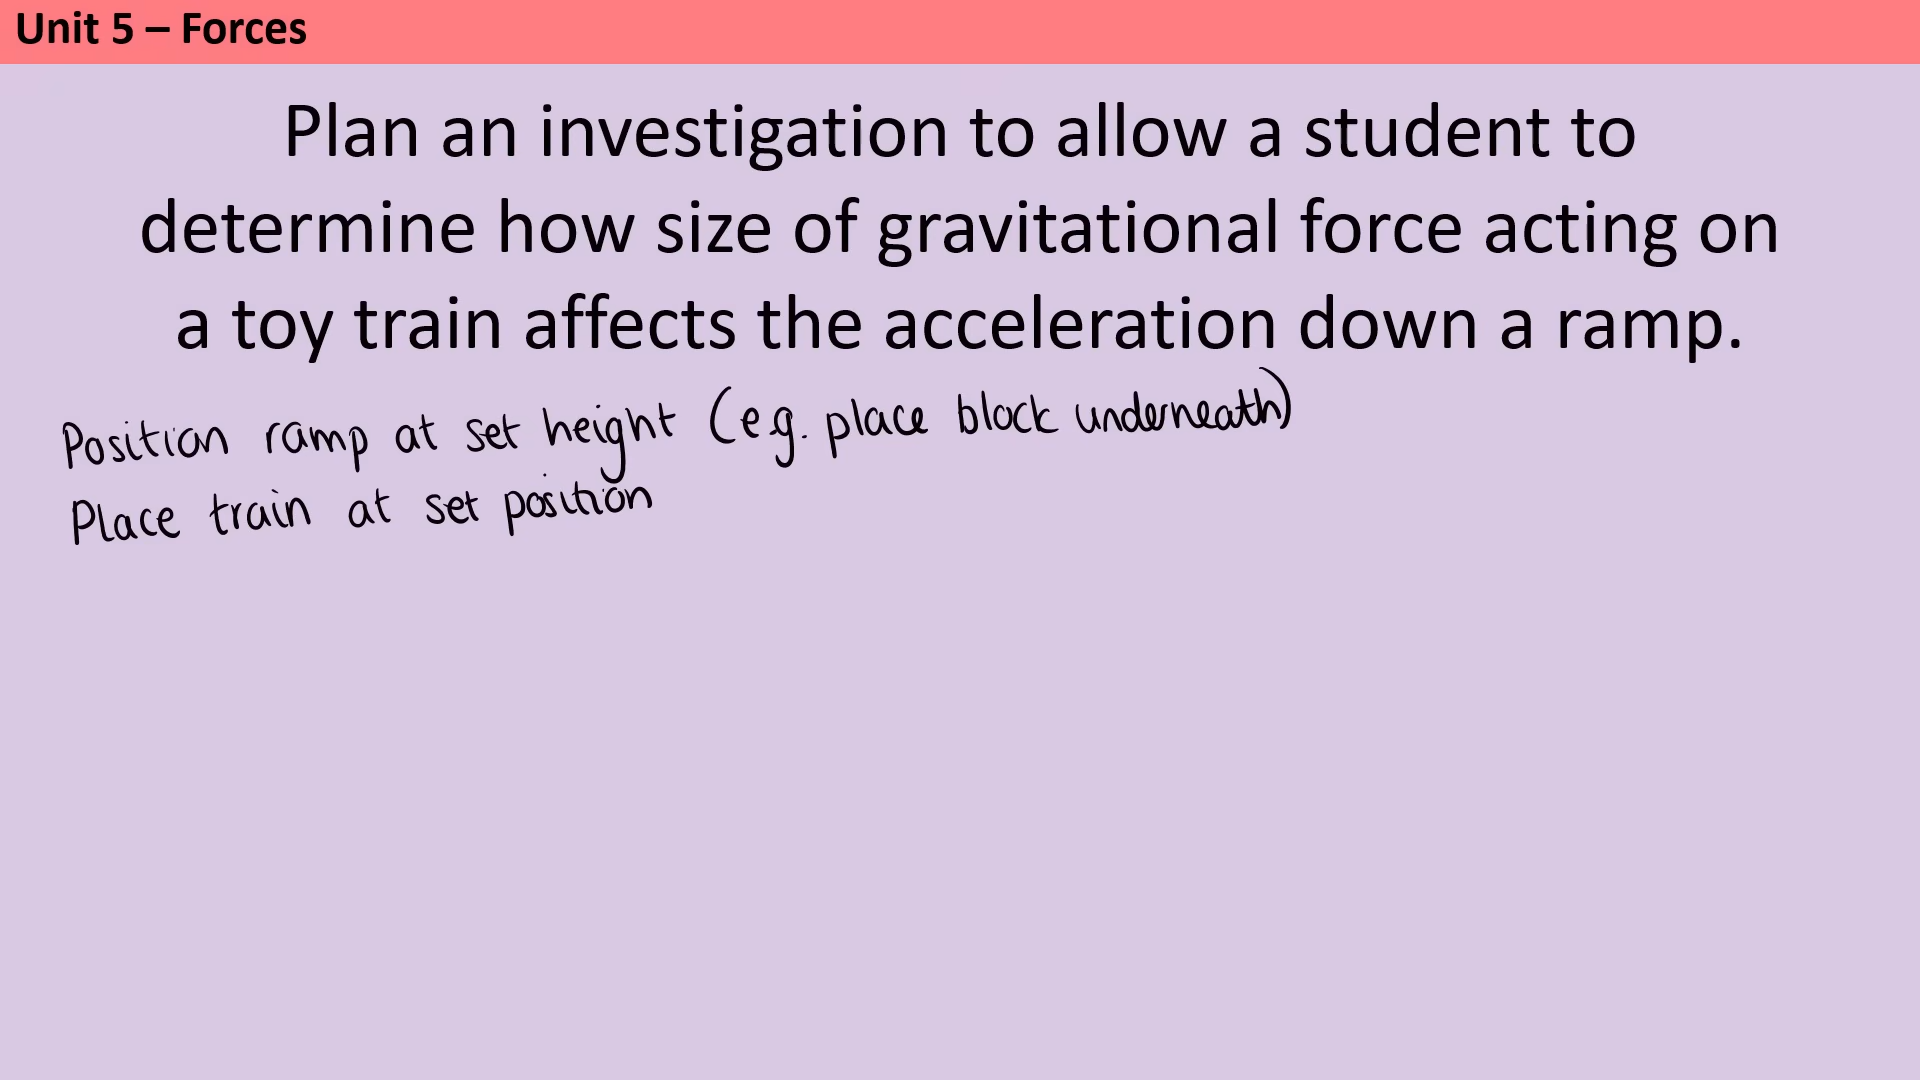 Unit 5 – Forces
Plan an investigation to allow a student to
determine how size of gravitational force acting on
a toy train affects the acceleration down a ramp.
Position ramp at set height (e.g. place block underneath)
Place train at set position